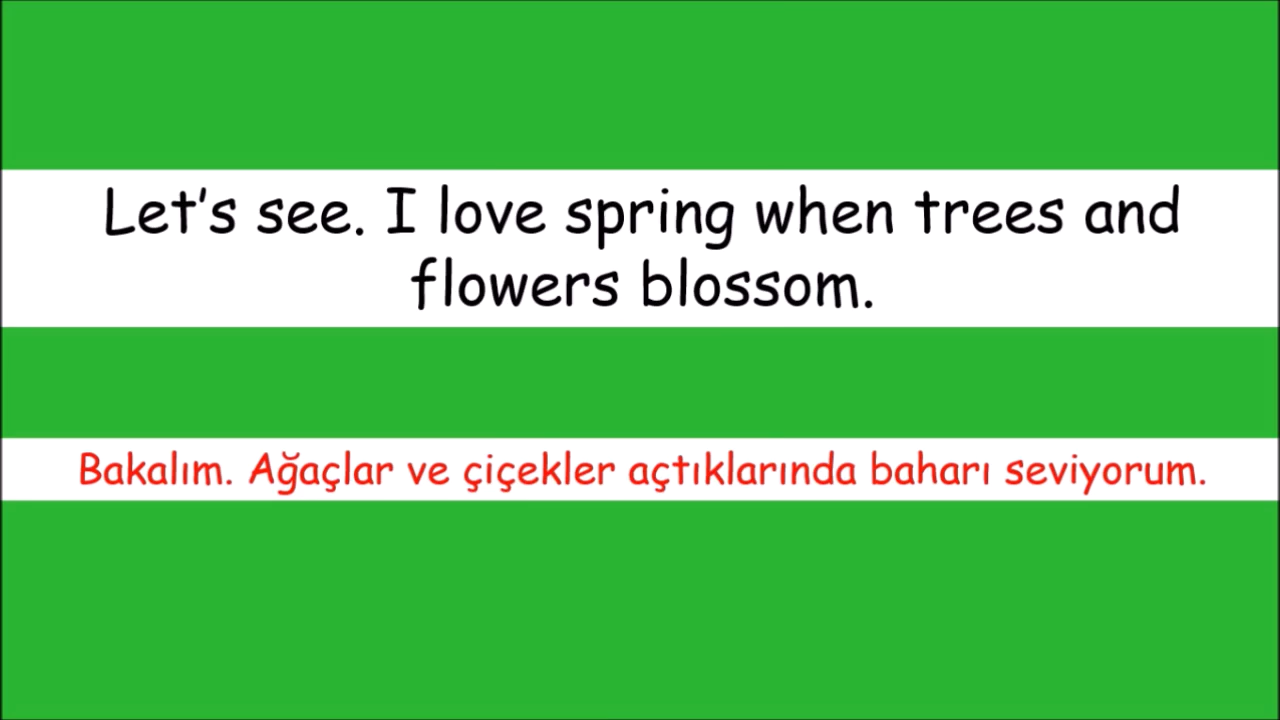 Let's see. I love spring when trees and
flowers blossom.
Bakalım. Ağaçlar ve çiçekler açtıklarında baharı seviyorum.